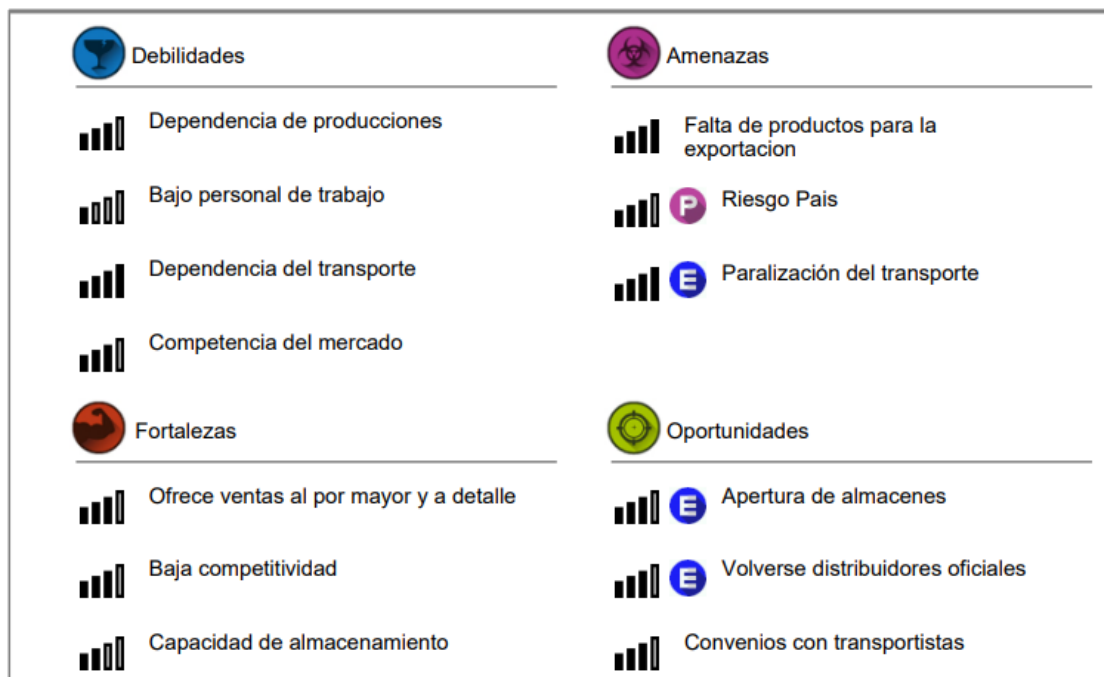 Debilidades
Dependencia de producciones
Bajo personal de trabajo
Dependencia del transporte
Competencia del mercado
Amenazas
Falta de productos para la
exportacion
P Riesgo Pais
E Paralización del transporte
Fortalezas
Ofrece ventas al por mayor y a detalle
Baja competitividad
Capacidad de almacenamiento
Oportunidades
E Apertura de almacenes
E Volverse distribuidores oficiales
Convenios con transportistas